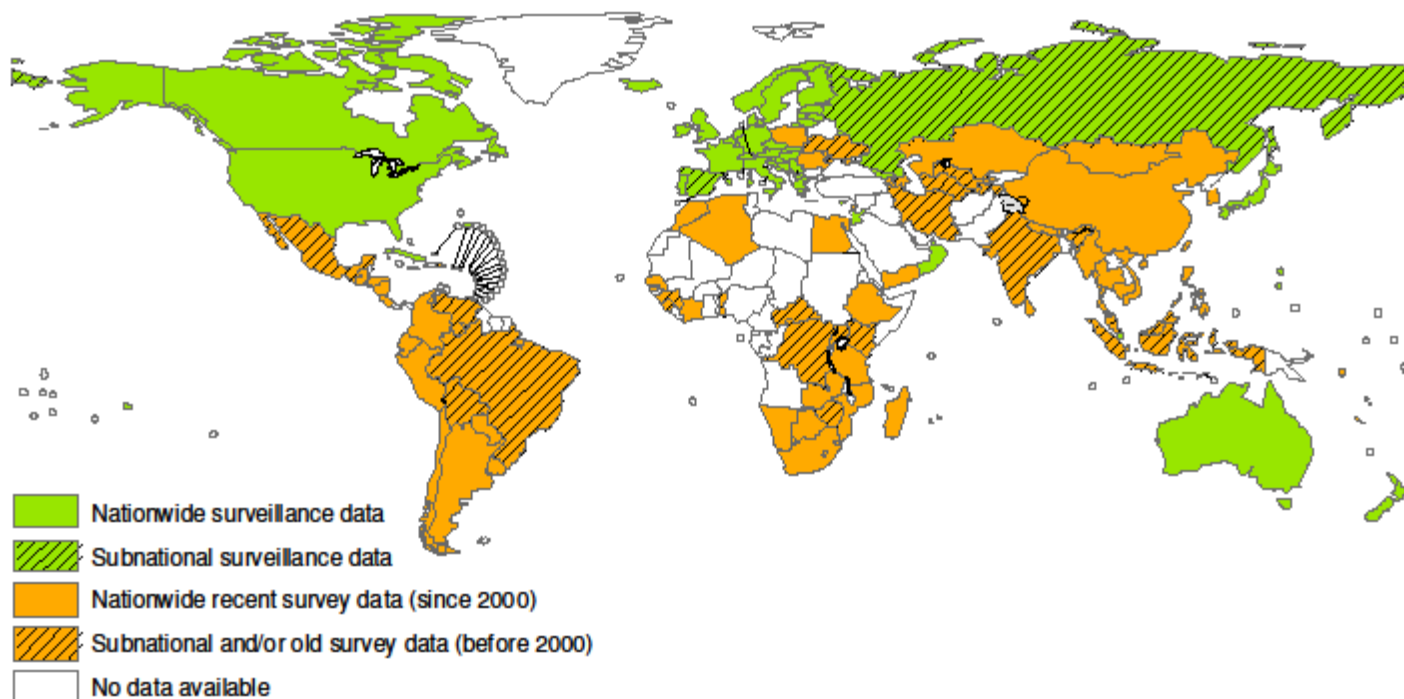 Nationwide surveillance data
Subnational surveillance data
Nationwide recent survey data (since 2000)
Subnational and/or old survey data (before 2000)
No data available